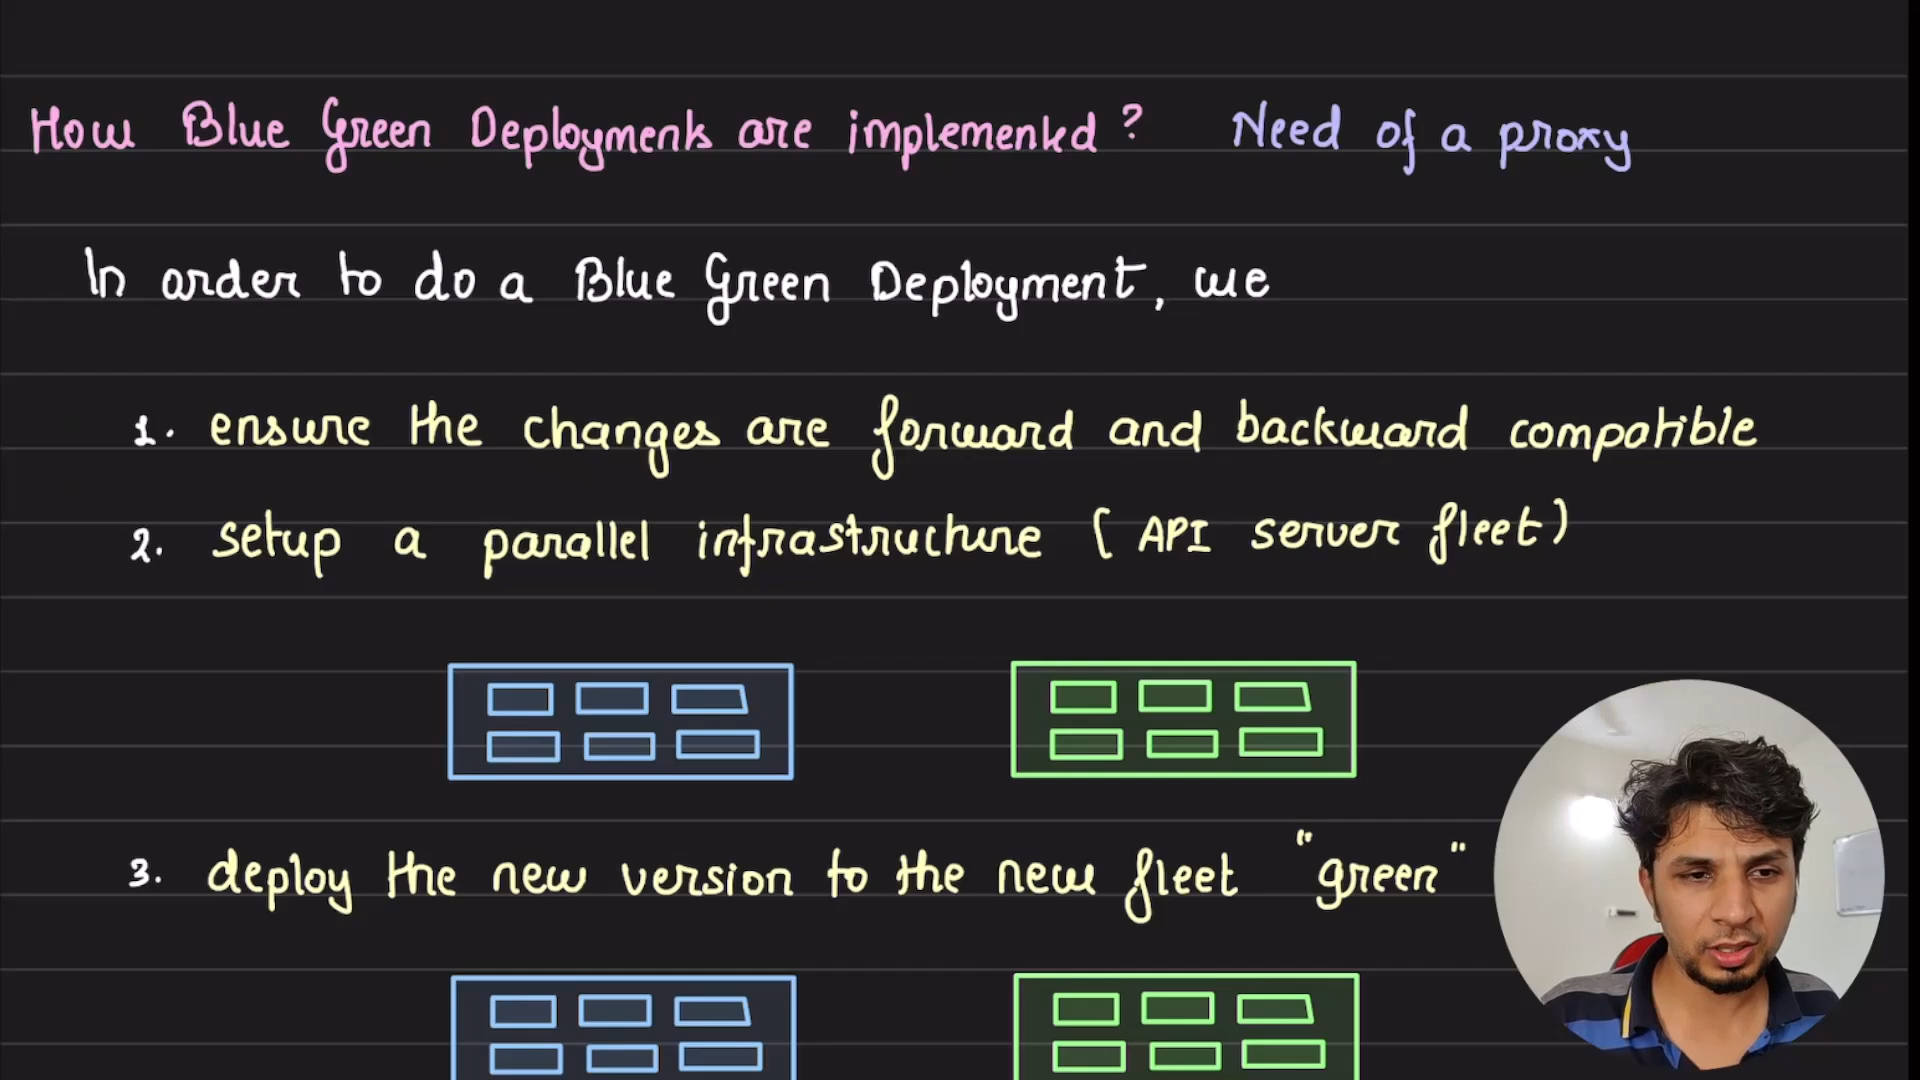 How Blue Green Deployments are implemented? Need of a proxy
In order to do a Blue Green Deployment, we
1. ensure the changes are forward and backward compatible
2. setup a parallel infrastructure (API server fleet)
3. deploy the new version to the new fleet "green"